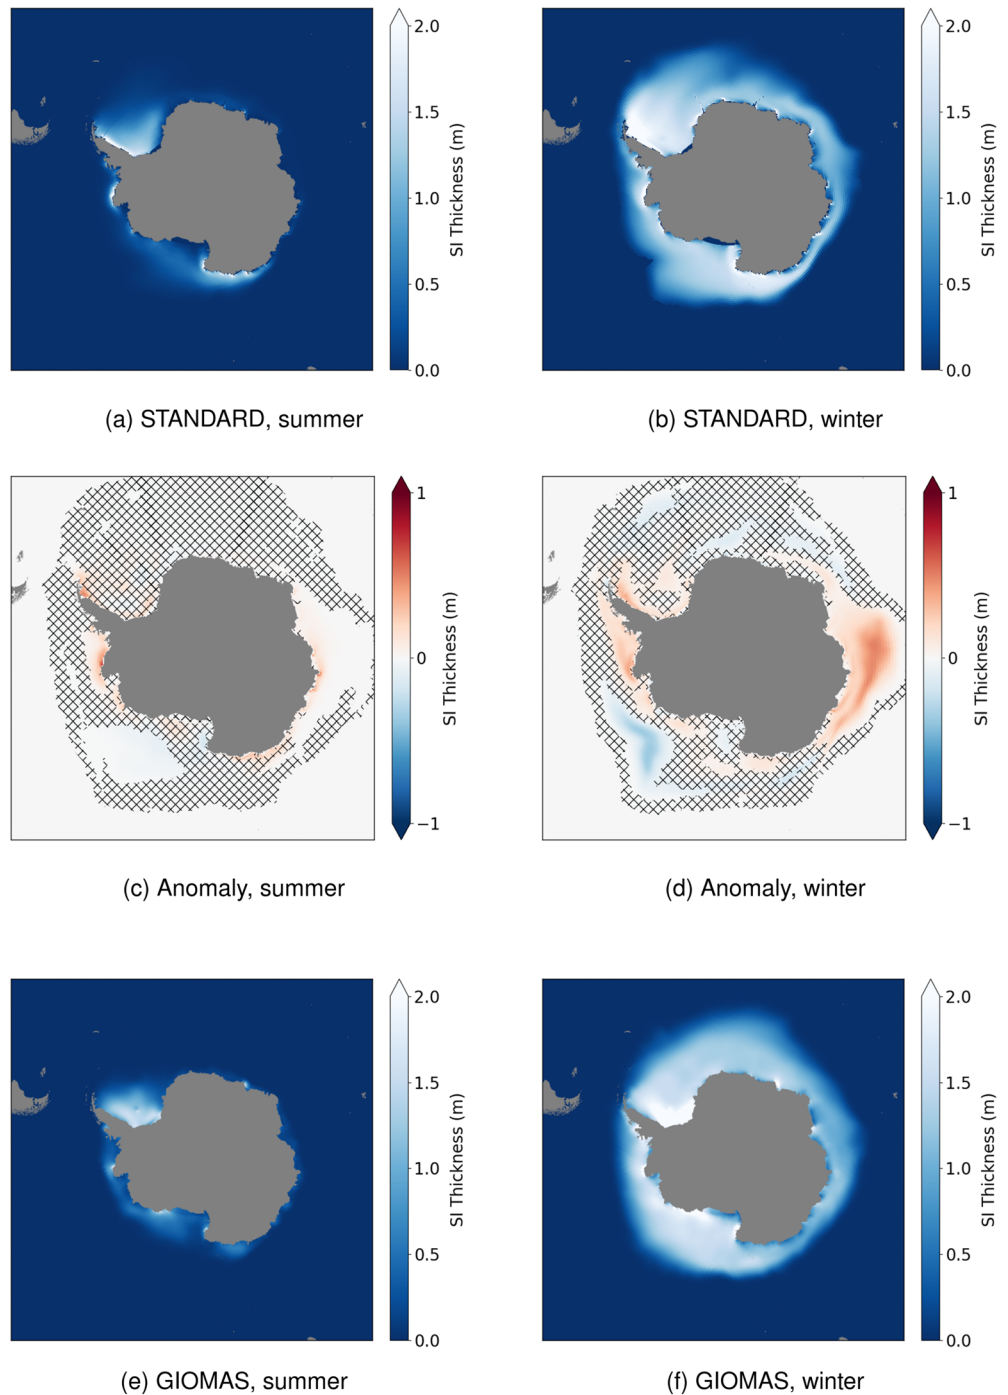 2.0
1.5
1.0
0.5
0.0
SI Thickness (m)
2.0
1.5
1.0
0.5
0.0
SI Thickness (m)
(a) STANDARD, summer
(b) STANDARD, winter
1
0
−1
SI Thickness (m)
1
0
−1
SI Thickness (m)
(c) Anomaly, summer
(d) Anomaly, winter
2.0
1.5
1.0
0.5
0.0
SI Thickness (m)
2.0
1.5
1.0
0.5
0.0
SI Thickness (m)
(e) GIOMAS, summer
(f) GIOMAS, winter